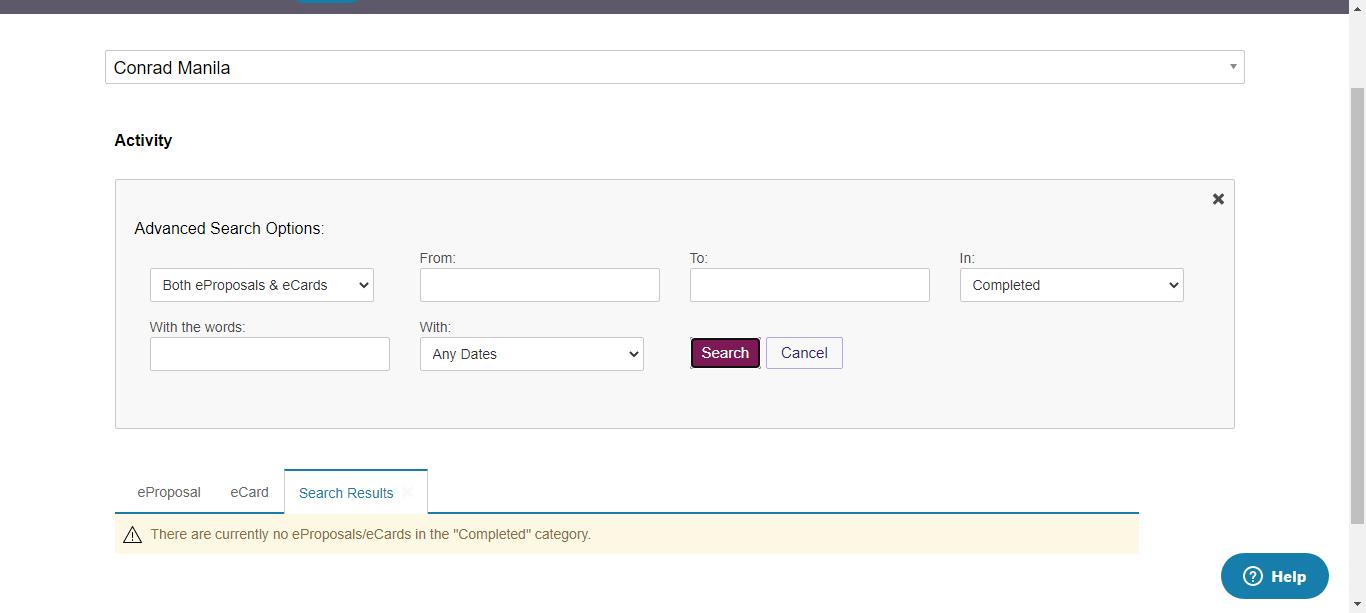 Conrad Manila
Activity
Advanced Search Options:
From:
To:
In:
Both eProposals & eCards
Completed
With the words:
With:
Any Dates
Search
Cancel
eProposal
eCard
Search Results
There are currently no eProposals/eCards in the "Completed" category.
Help